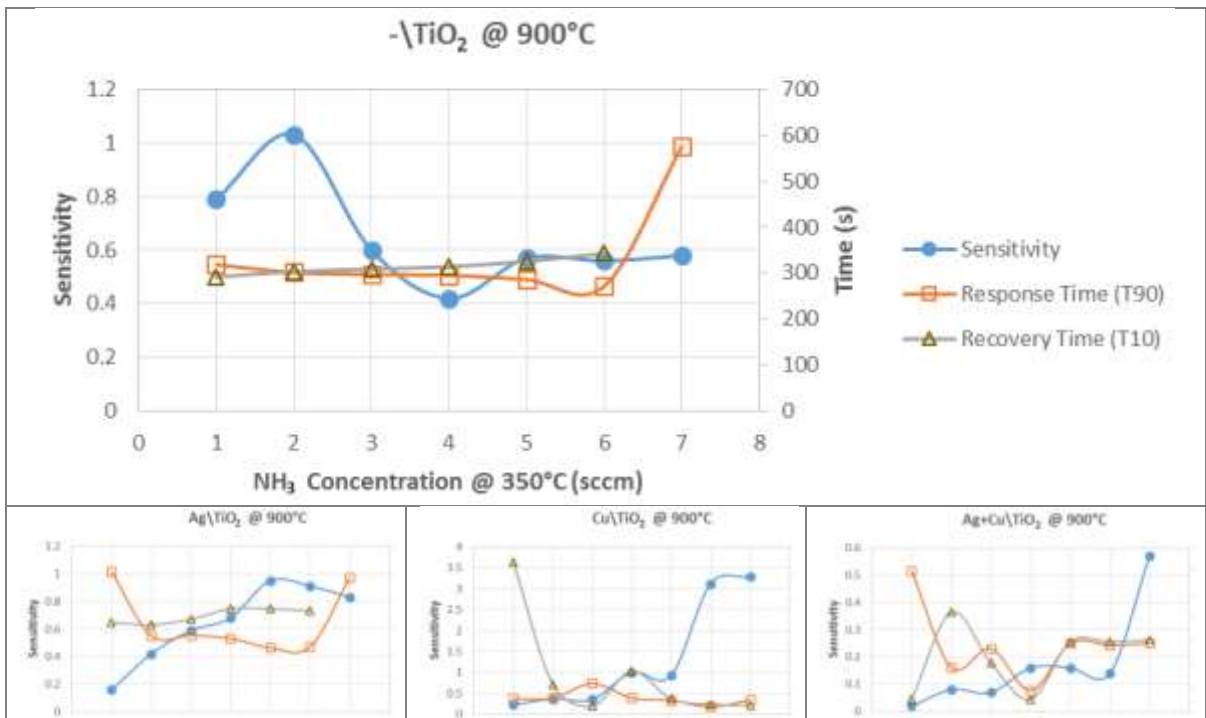 -\TiO₂ @ 900°C
1.2
1
0.8
0.6
0.4
0.2
0
Sensitivity
700
600
500
400
300
200
100
0
Time (s)
0 1 2 3 4 5 6 7 8
NH₃ Concentration @ 350°C (sccm)
Sensitivity
Response Time (T90)
Recovery Time (T10)
Ag\TiO₂ @ 900°C
1.2
1
0.8
0.6
0.4
0.2
0
Sensitivity
Cu\TiO₂ @ 900°C
4
3.5
3
2.5
2
1.5
1
0.5
0
Sensitivity
Ag+Cu\TiO₂ @ 900°C
0.6
0.5
0.4
0.3
0.2
0.1
0
Sensitivity